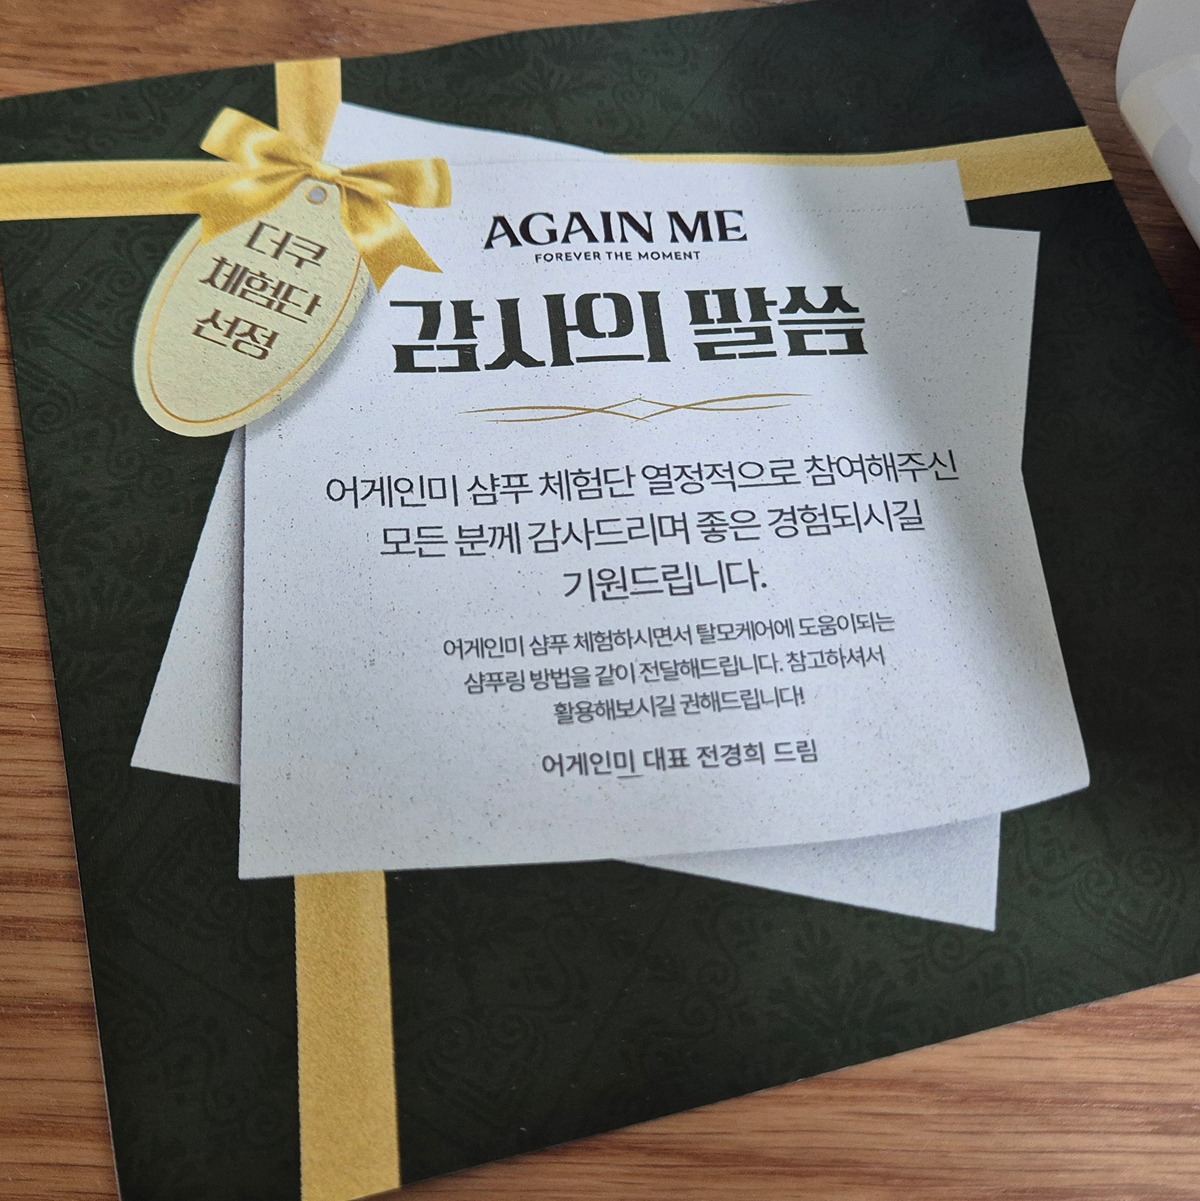 더쿠
체험단
선정
AGAIN ME
FOREVER THE MOMENT
감사의 말씀
어게인미 샴푸 체험단 열정적으로 참여해주신
모든 분께 감사드리며 좋은 경험되시길
기원드립니다.
어게인미 샴푸 체험하시면서 탈모케어에 도움이되는
샴푸링 방법을 같이 전달해드립니다. 참고하셔서
활용해보시길 권해드립니다!
어게인미 대표 전경희 드림